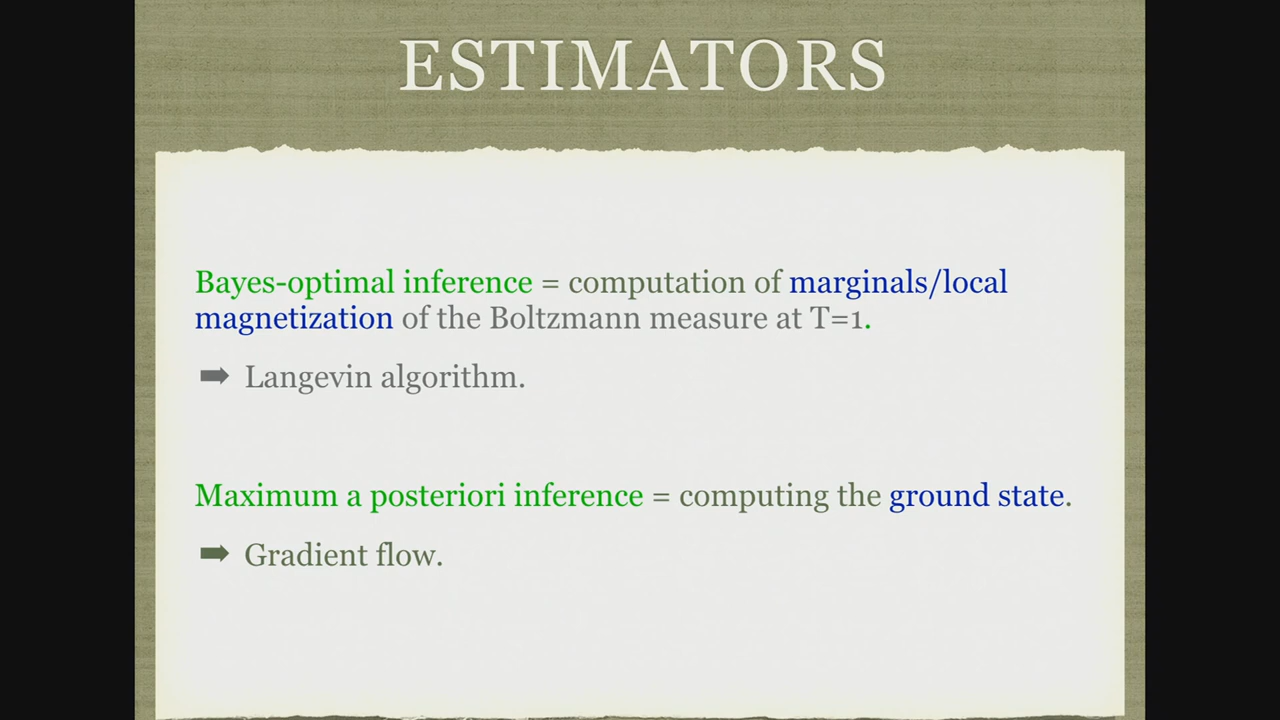 ESTIMATORS
Bayes-optimal inference = computation of marginals/local
magnetization of the Boltzmann measure at T=1.
➡ Langevin algorithm.
Maximum a posteriori inference = computing the ground state.
➡ Gradient flow.